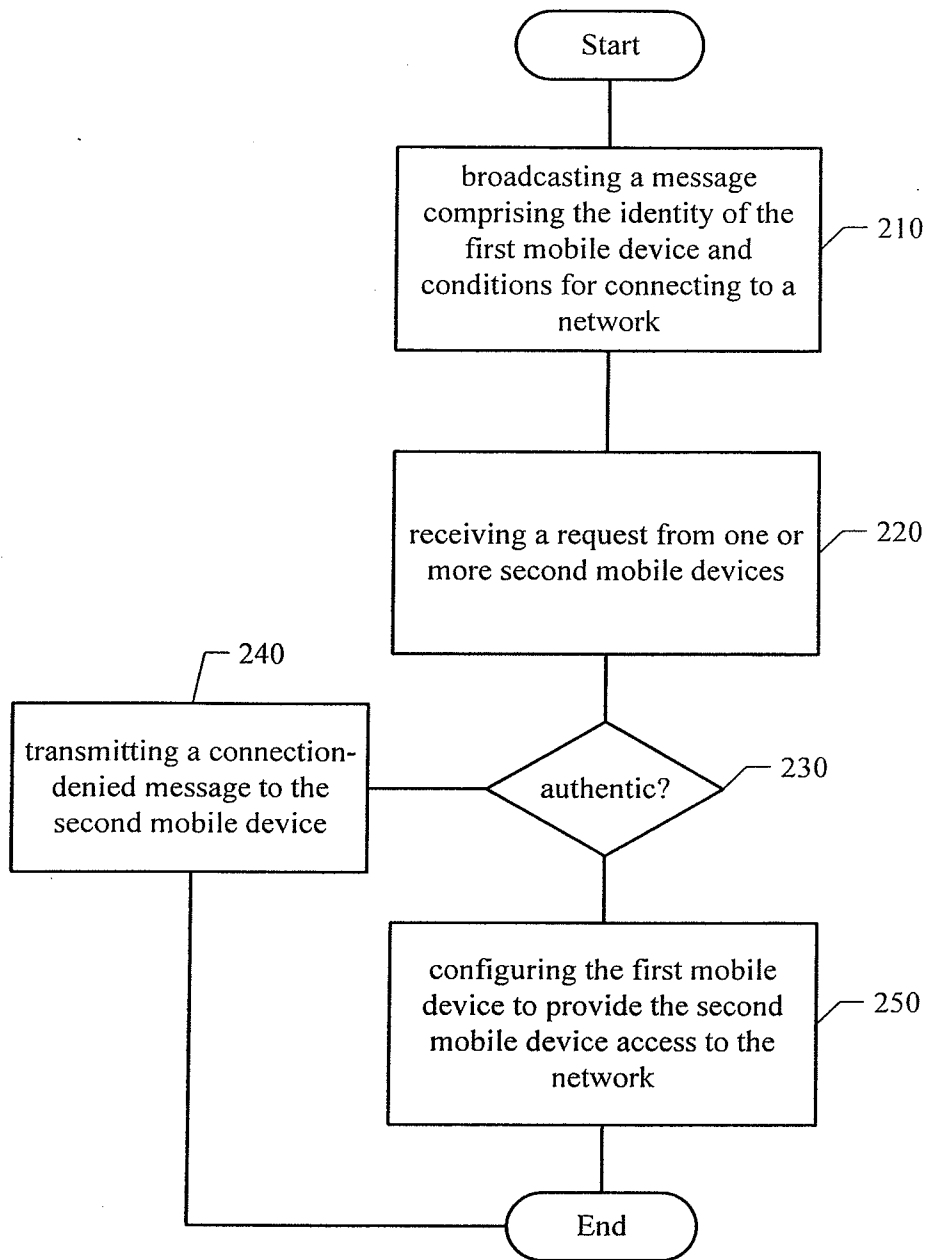 Start
broadcasting a message
comprising the identity of the
first mobile device and
conditions for connecting to a
network
210
receiving a request from one or
more second mobile devices
220
240
transmitting a connection-
denied message to the
second mobile device
authentic?
230
configuring the first mobile
device to provide the second
mobile device access to the
network
250
End